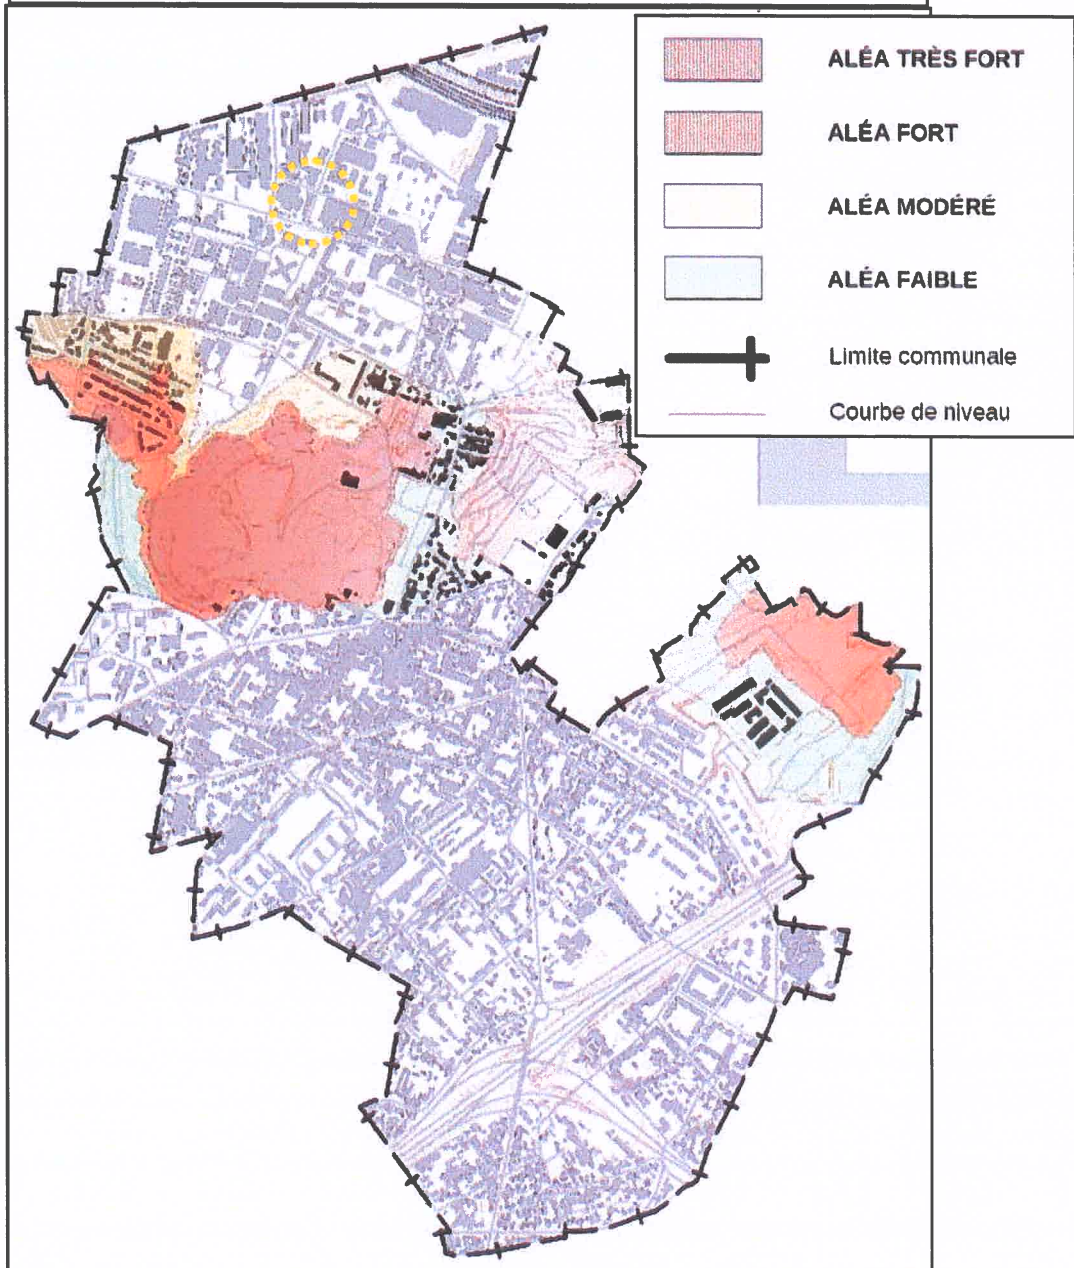 ALÉA TRÈS FORT
ALÉA FORT
ALÉA MODÉRÉ
ALÉA FAIBLE
Limite communale
Courbe de niveau